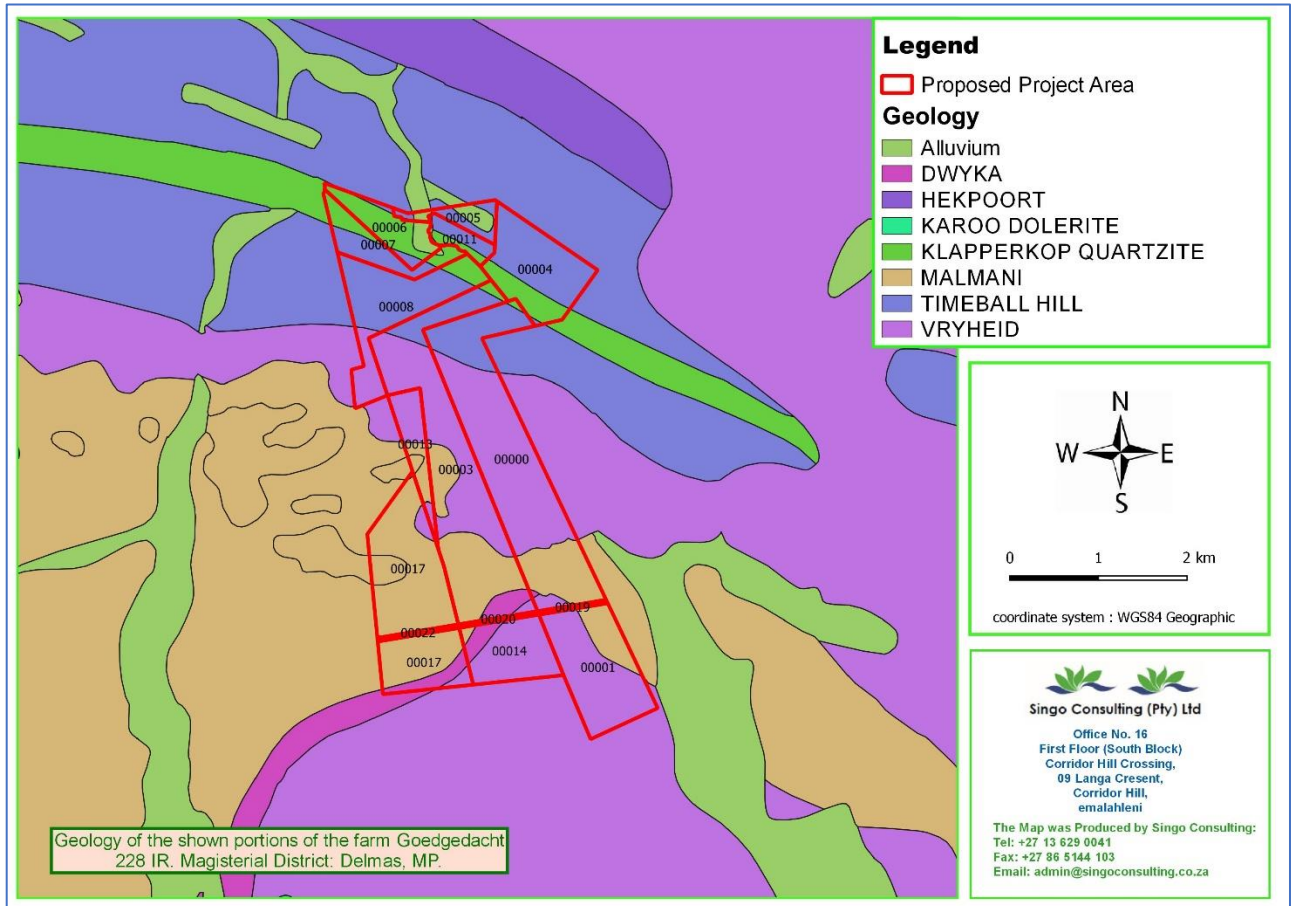 Legend
Proposed Project Area
Geology
Alluvium
DWYKA
HEKPOORT
KAROO DOLERITE
KLAPPERKOP QUARTZITE
MALMANI
TIMEBALL HILL
VRYHEID
00005
00006
00011
00007
00004
00008
00013
00003
00000
00017
00019
00020
00022
00014
00017
00001
N
W E
S
0 1 2 km
coordinate system : WGS84 Geographic
Singo Consulting (Pty) Ltd
Office No. 16
First Floor (South Block)
Corridor Hill Crossing,
09 Langa Cresent,
Corridor Hill,
emalahleni
The Map was Produced by Singo Consulting:
Tel: +27 13 629 0041
Fax: +27 86 5144 103
Email: admin@singoconsulting.co.za
Geology of the shown portions of the farm Goedgedacht
228 IR. Magisterial District: Delmas, MP.